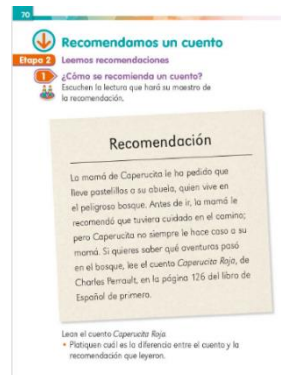 70
Recomendamos un cuento
Etapa 2 Leemos recomendaciones
1 ¿Cómo se recomienda un cuento?
Escuchen la lectura que hará su maestro de
la recomendación.
Recomendación
La mamá de Caperucita le ha pedido que
lleve pastelillos a su abuela, quien vive en
el peligroso bosque. Antes de ir, la mamá le
recomendó que tuviera cuidado en el camino;
pero Caperucita no siempre le hace caso a su
mamá. Si quieres saber qué aventuras pasó
en el bosque, lee el cuento Caperucita Roja, de
Charles Perrault, en la página 126 del libro de
Español de primero.
Lean el cuento Caperucita Roja.
• Platiquen cuál es la diferencia entre el cuento y la
recomendación que leyeron.